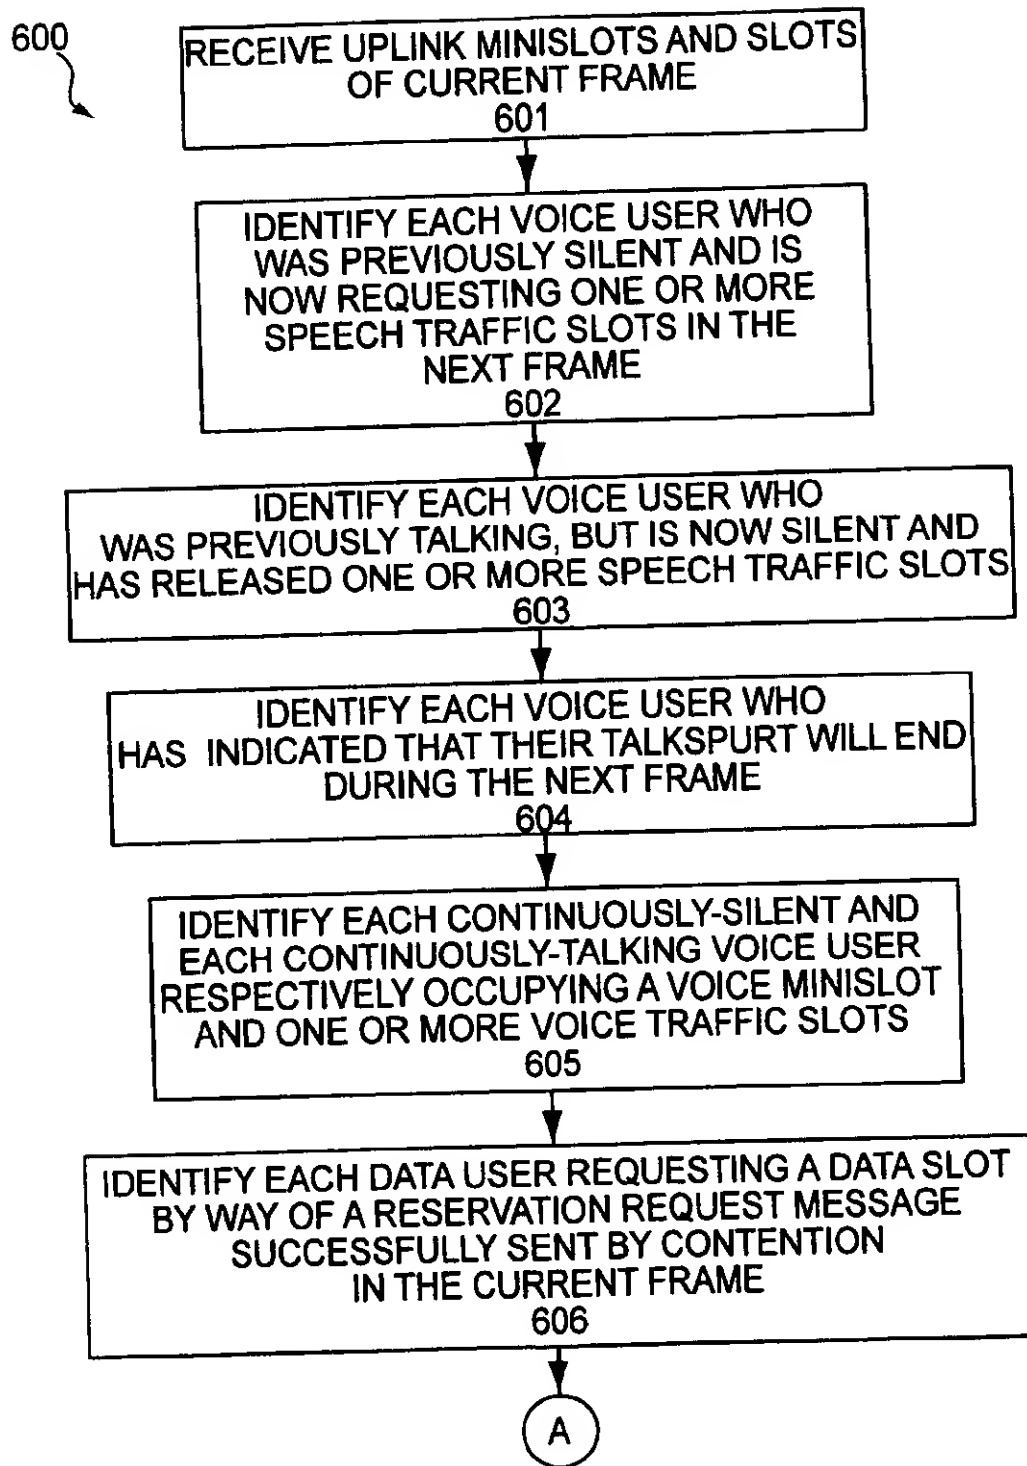 600
RECEIVE UPLINK MINISLOTS AND SLOTS
OF CURRENT FRAME
601
IDENTIFY EACH VOICE USER WHO
WAS PREVIOUSLY SILENT AND IS
NOW REQUESTING ONE OR MORE
SPEECH TRAFFIC SLOTS IN THE
NEXT FRAME
602
IDENTIFY EACH VOICE USER WHO
WAS PREVIOUSLY TALKING, BUT IS NOW SILENT AND
HAS RELEASED ONE OR MORE SPEECH TRAFFIC SLOTS
603
IDENTIFY EACH VOICE USER WHO
HAS INDICATED THAT THEIR TALKSPURT WILL END
DURING THE NEXT FRAME
604
IDENTIFY EACH CONTINUOUSLY-SILENT AND
EACH CONTINUOUSLY-TALKING VOICE USER
RESPECTIVELY OCCUPYING A VOICE MINISLOT
AND ONE OR MORE VOICE TRAFFIC SLOTS
605
IDENTIFY EACH DATA USER REQUESTING A DATA SLOT
BY WAY OF A RESERVATION REQUEST MESSAGE
SUCCESSFULLY SENT BY CONTENTION
IN THE CURRENT FRAME
606
A